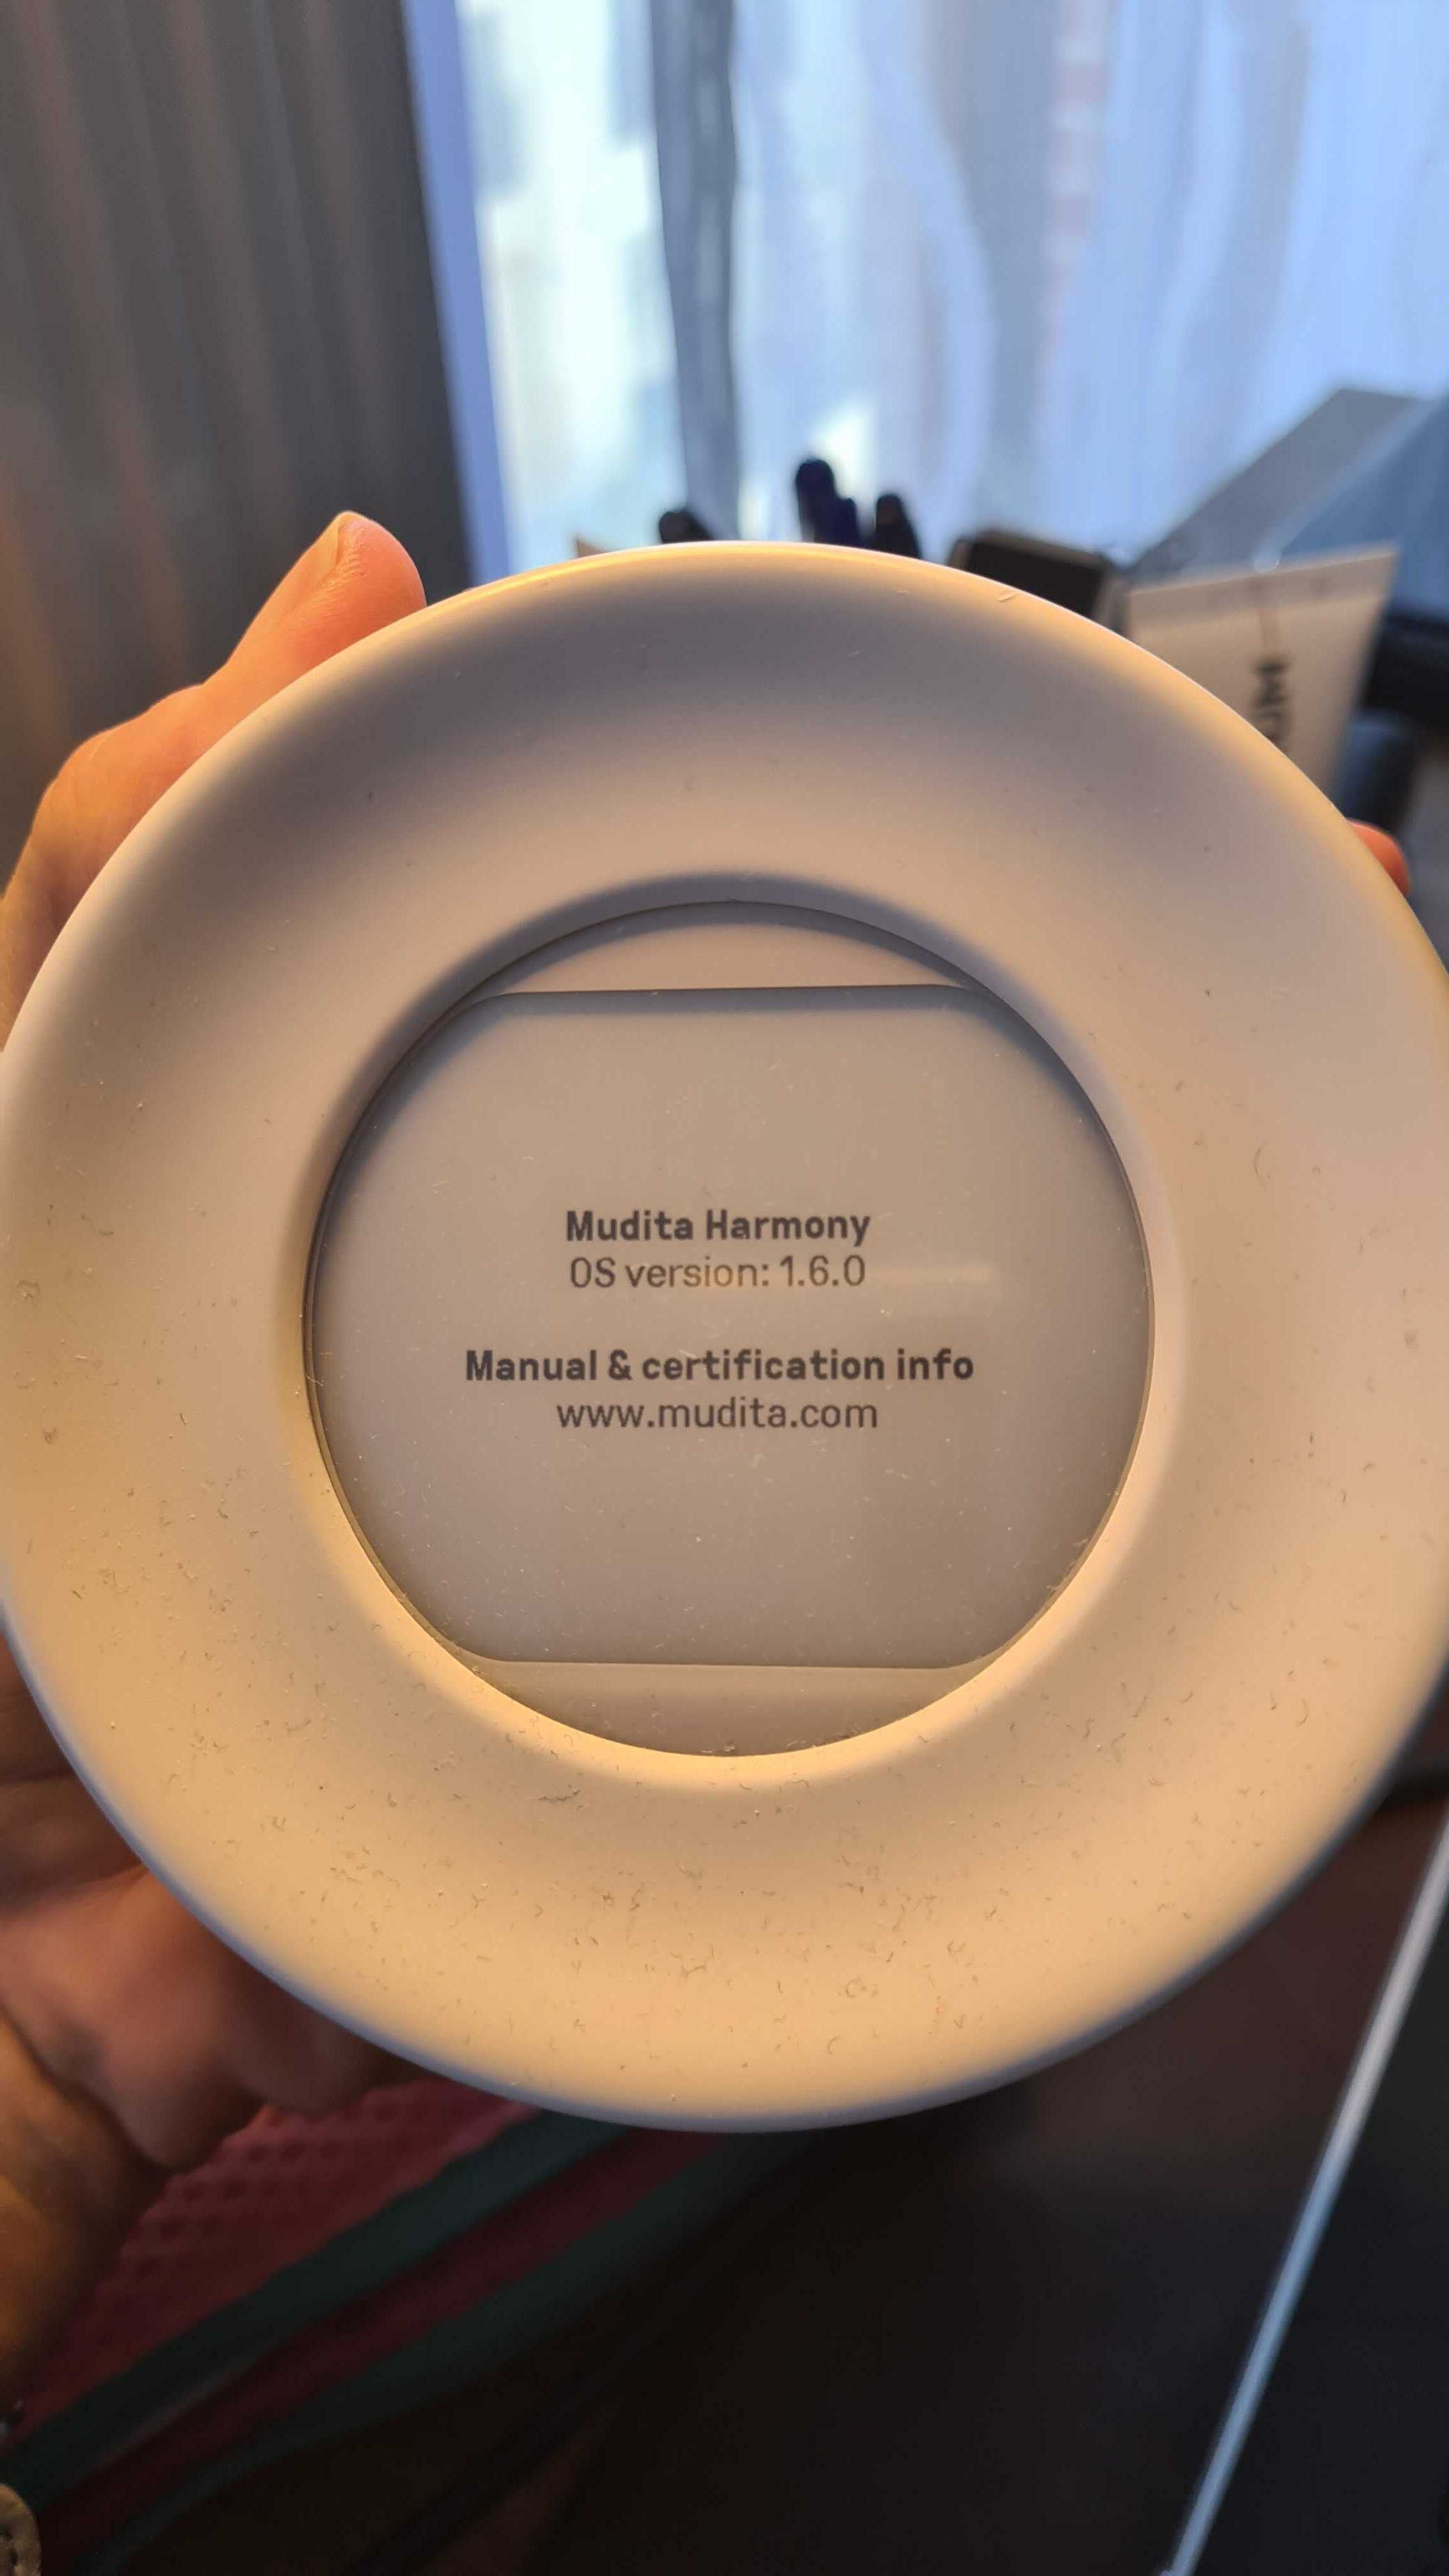 Mudita Harmony
OS version: 1.6.0
Manual & certification info
www.mudita.com